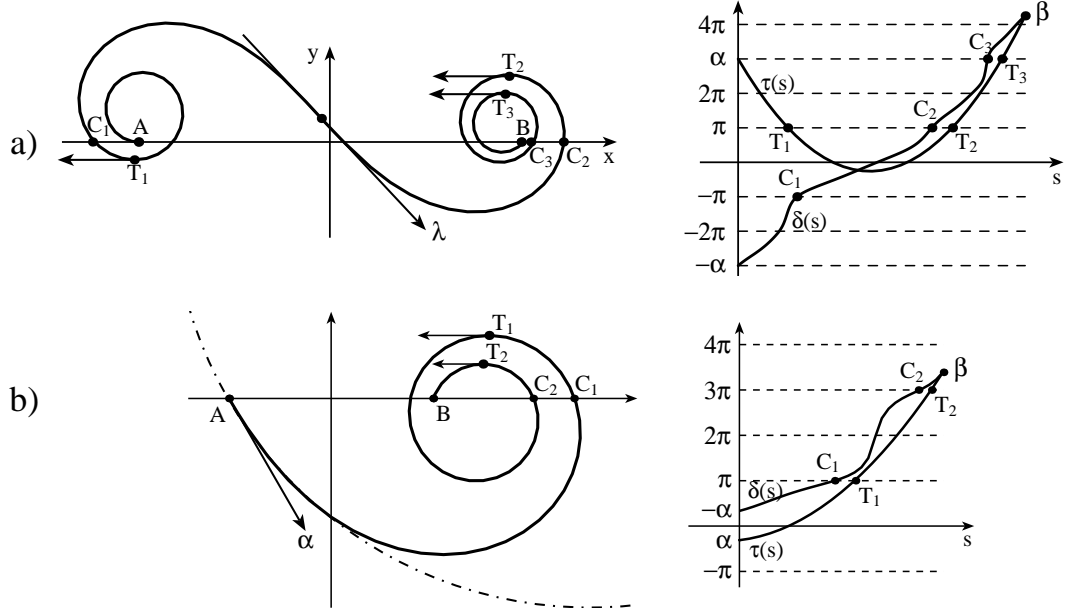 a)
y
x
λ
C₁
A
T₁
T₂
T₃
B
C₃
C₂
4π
α
2π
π
−π
−2π
−α
τ(s)
δ(s)
T₁
C₁
C₂
T₂
C₃
T₃
β
s
b)
A
α
T₁
T₂
B
C₂
C₁
4π
3π
2π
π
−α
α
−π
δ(s)
τ(s)
C₁
T₁
C₂
T₂
β
s